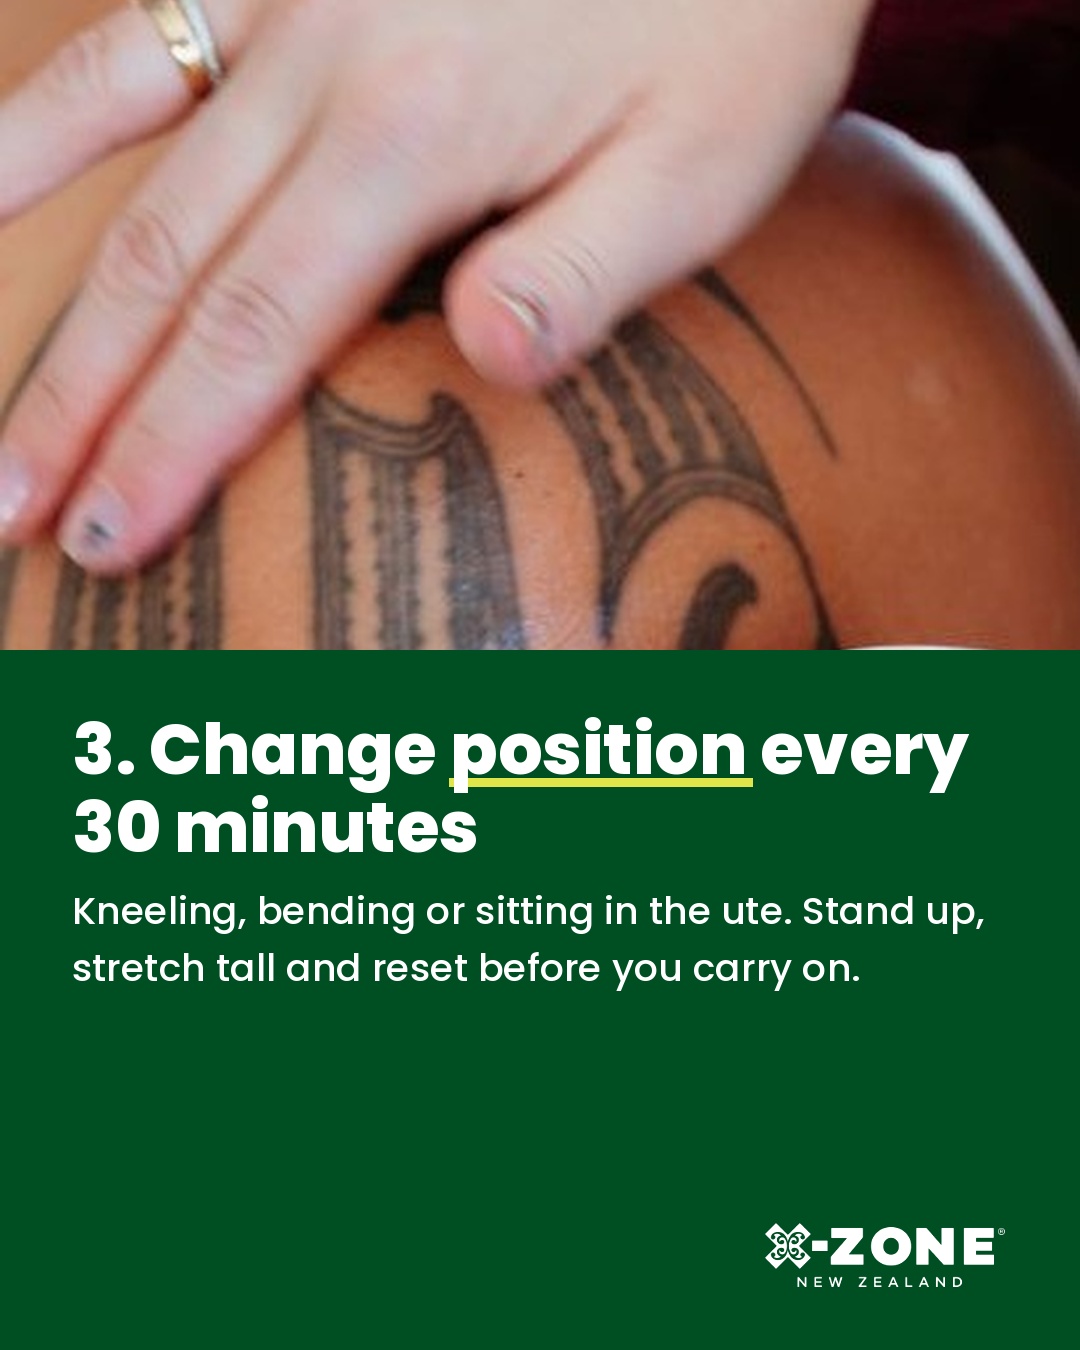 3. Change position every
30 minutes
Kneeling, bending or sitting in the ute. Stand up,
stretch tall and reset before you carry on.
X-ZONE®
NEW ZEALAND